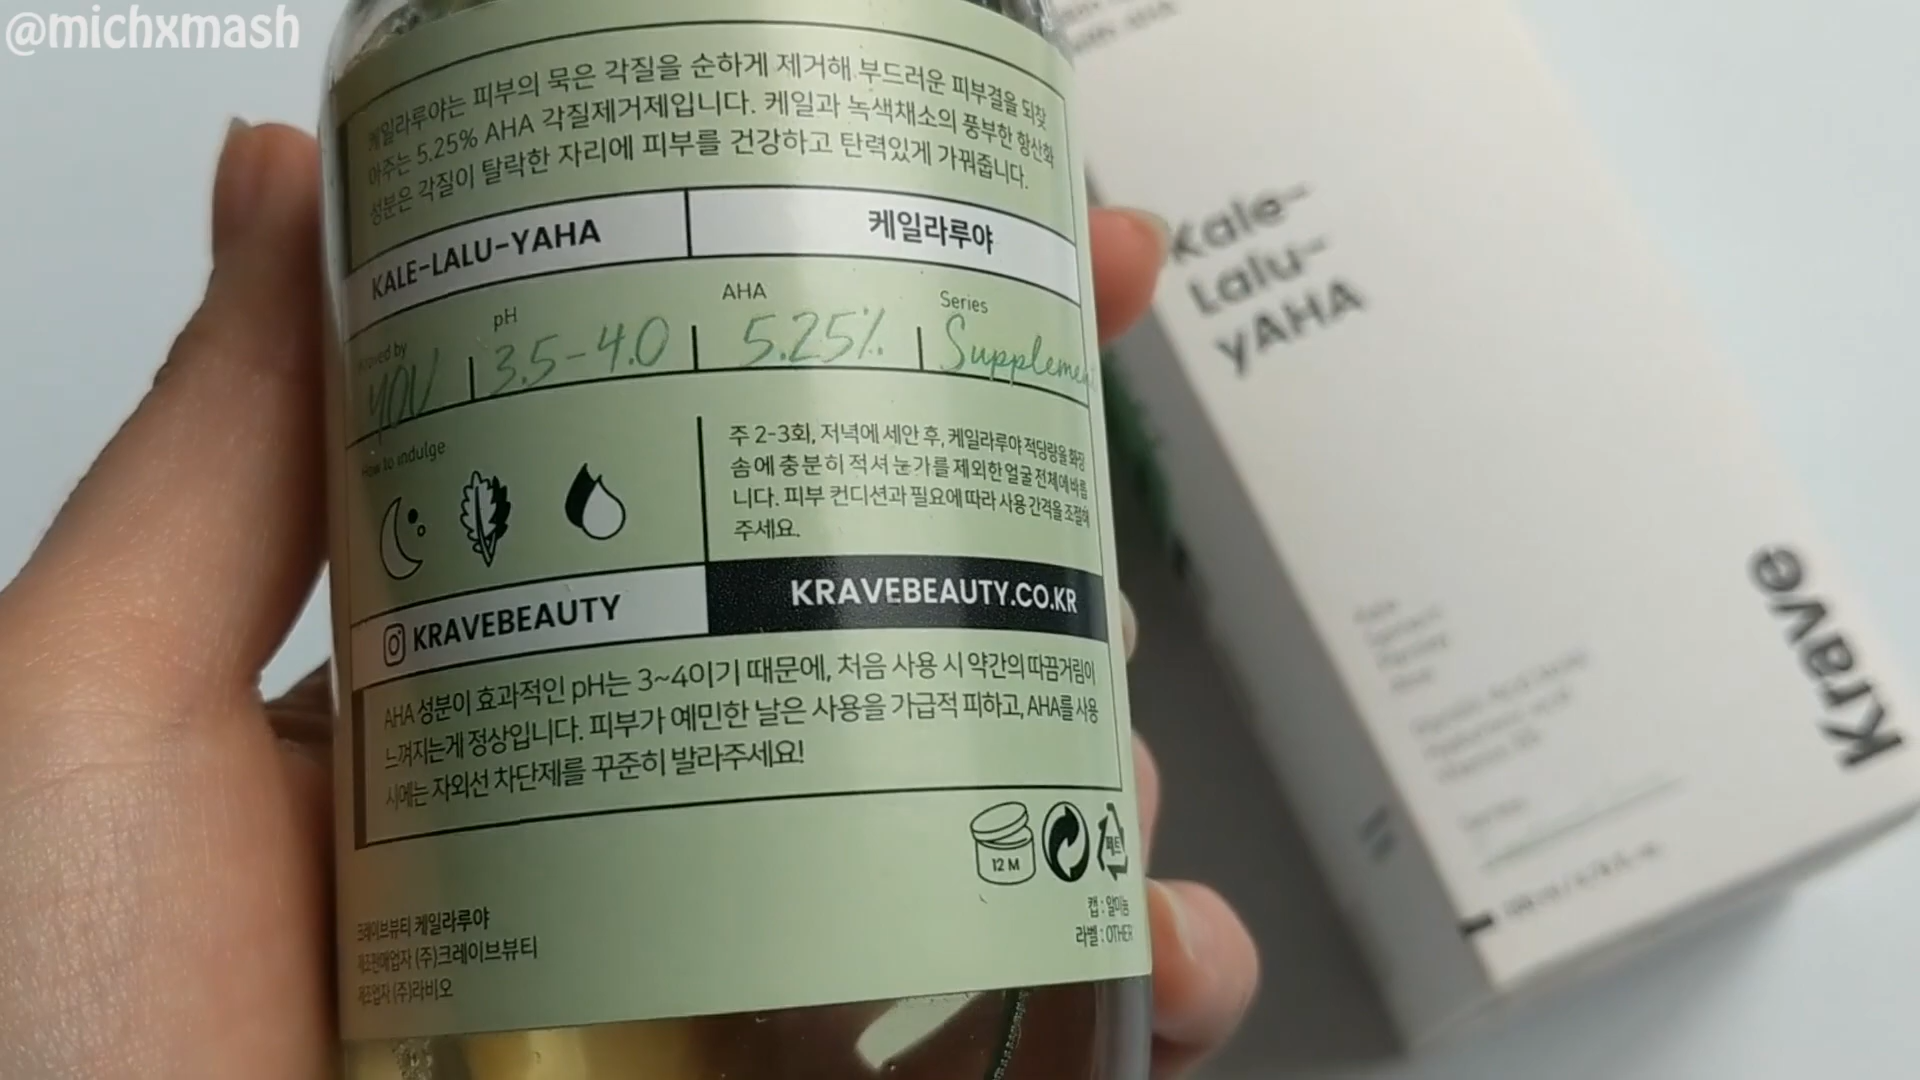 @michxmash
케일라루야는 피부의 묵은 각질을 순하게 제거해 부드러운 피부결을 되찾
아주는 5.25% AHA 각질제거제입니다. 케일과 녹색채소의 풍부한 항산화
성분은 각질이 탈락한 자리에 피부를 건강하고 탄력있게 가꿔줍니다.
KALE-LALU-YAHA
케일라루야
Kraved by
YOU
pH
3.5-4.0
AHA
5.25%
Series
Supplement
How to indulge
주 2-3회, 저녁에 세안 후, 케일라루야 적당량을 화장
솜에 충분히 적셔 눈가를 제외한 얼굴 전체에 바릅
니다. 피부 컨디션과 필요에 따라 사용 간격을 조절해
주세요.
KRAVEBEAUTY
KRAVEBEAUTY.CO.KR
AHA 성분이 효과적인 pH는 3~4이기 때문에, 처음 사용 시 약간의 따끔거림이
느껴지는게 정상입니다. 피부가 예민한 날은 사용을 가급적 피하고, AHA를 사용
시에는 자외선 차단제를 꾸준히 발라주세요!
12 M
페트
캡 : 알미늄
라벨 : OTHER
크레이브뷰티 케일라루야
제조판매업자 (주)크레이브뷰티
제조업자 (주)라비오
Kale-
Lalu-
yAHA
Krave